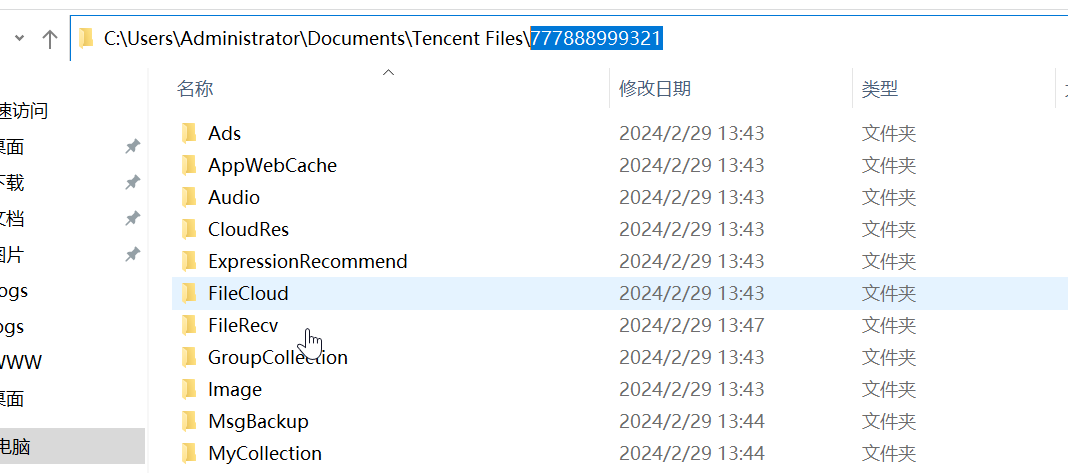 C:\Users\Administrator\Documents\Tencent Files\777888999321
名称 修改日期 类型
速访问
桌面
下载
文档
图片
ogs
ogs
WWW
桌面
电脑
Ads 2024/2/29 13:43 文件夹
AppWebCache 2024/2/29 13:43 文件夹
Audio 2024/2/29 13:43 文件夹
CloudRes 2024/2/29 13:43 文件夹
ExpressionRecommend 2024/2/29 13:43 文件夹
FileCloud 2024/2/29 13:43 文件夹
FileRecv 2024/2/29 13:47 文件夹
GroupCollection 2024/2/29 13:43 文件夹
Image 2024/2/29 13:43 文件夹
MsgBackup 2024/2/29 13:44 文件夹
MyCollection 2024/2/29 13:44 文件夹